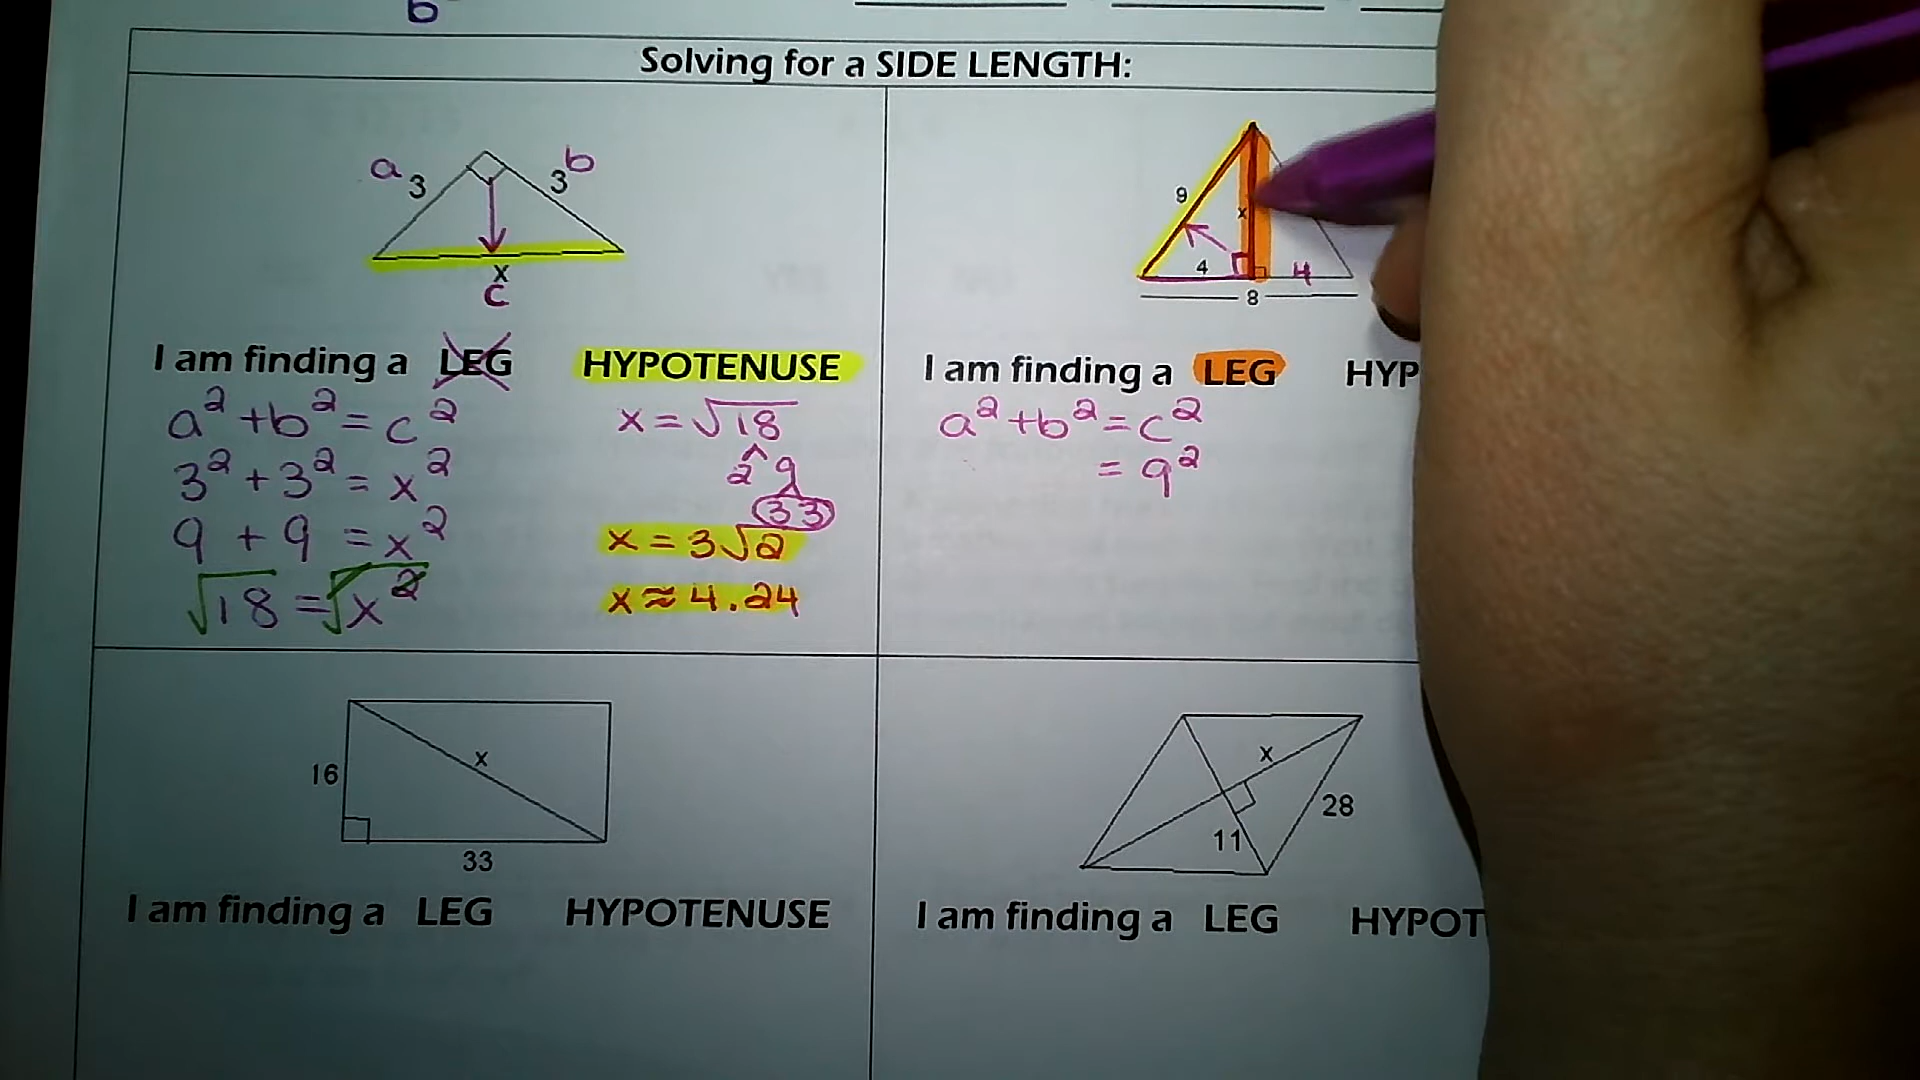 b
Solving for a SIDE LENGTH:
a 3
3 b
x
c
I am finding a LEG HYPOTENUSE
a² + b² = c²
3² + 3² = x²
9 + 9 = x²
√18 = √x²
x = √18
2 9
3 3
x = 3√2
x ≈ 4.24
9
x
4
4
8
I am finding a LEG HYP
a² + b² = c²
= 9²
16
x
33
I am finding a LEG HYPOTENUSE
x
28
11
I am finding a LEG HYPOT